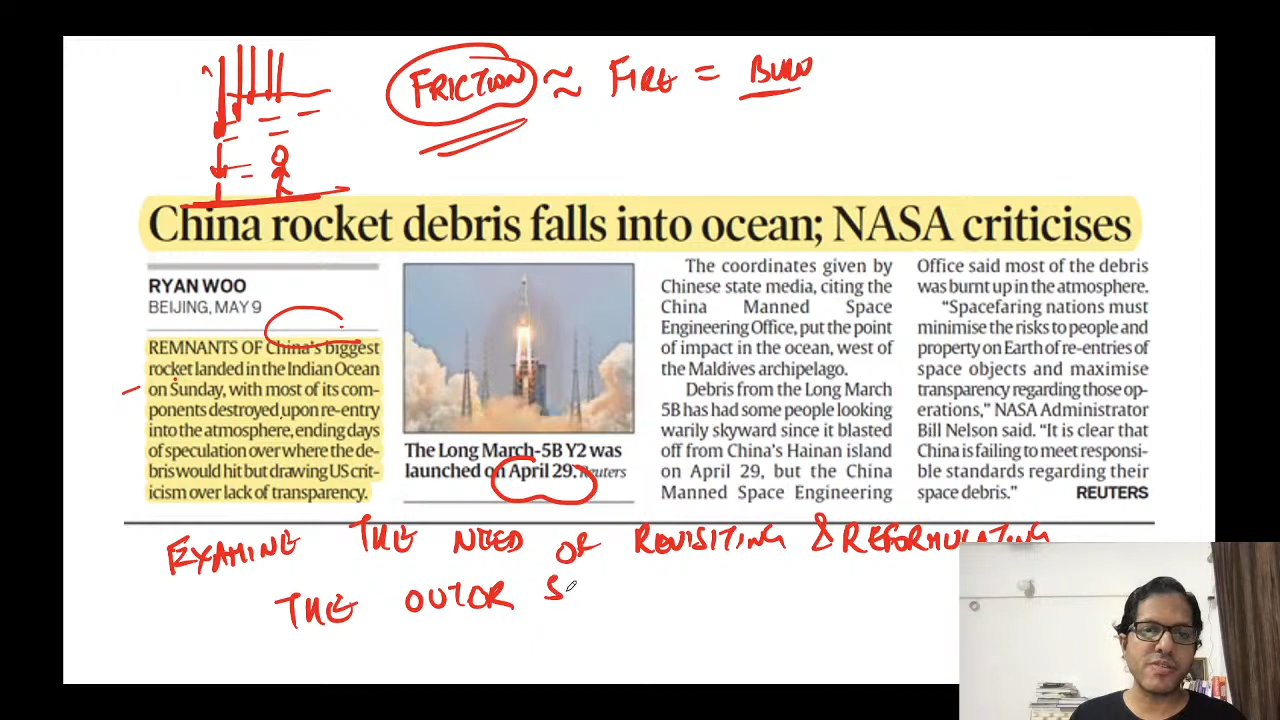 FRICTION ≈ FIRE = BURN
China rocket debris falls into ocean; NASA criticises
RYAN WOO
BEIJING, MAY 9
REMNANTS OF China's biggest
rocket landed in the Indian Ocean
on Sunday, with most of its com-
ponents destroyed upon re-entry
into the atmosphere, ending days
of speculation over where the de-
bris would hit but drawing US crit-
icism over lack of transparency.
The Long March-5B Y2 was
launched on April 29. Reuters
The coordinates given by
Chinese state media, citing the
China Manned Space
Engineering Office, put the point
of impact in the ocean, west of
the Maldives archipelago.
Debris from the Long March
5B has had some people looking
warily skyward since it blasted
off from China's Hainan island
on April 29, but the China
Manned Space Engineering
Office said most of the debris
was burnt up in the atmosphere.
"Spacefaring nations must
minimise the risks to people and
property on Earth of re-entries of
space objects and maximise
transparency regarding those op-
erations," NASA Administrator
Bill Nelson said. "It is clear that
China is failing to meet responsi-
ble standards regarding their
space debris." REUTERS
EXAMINE THE NEED OF REVISITING & REFORMULATING
THE OUTOR S